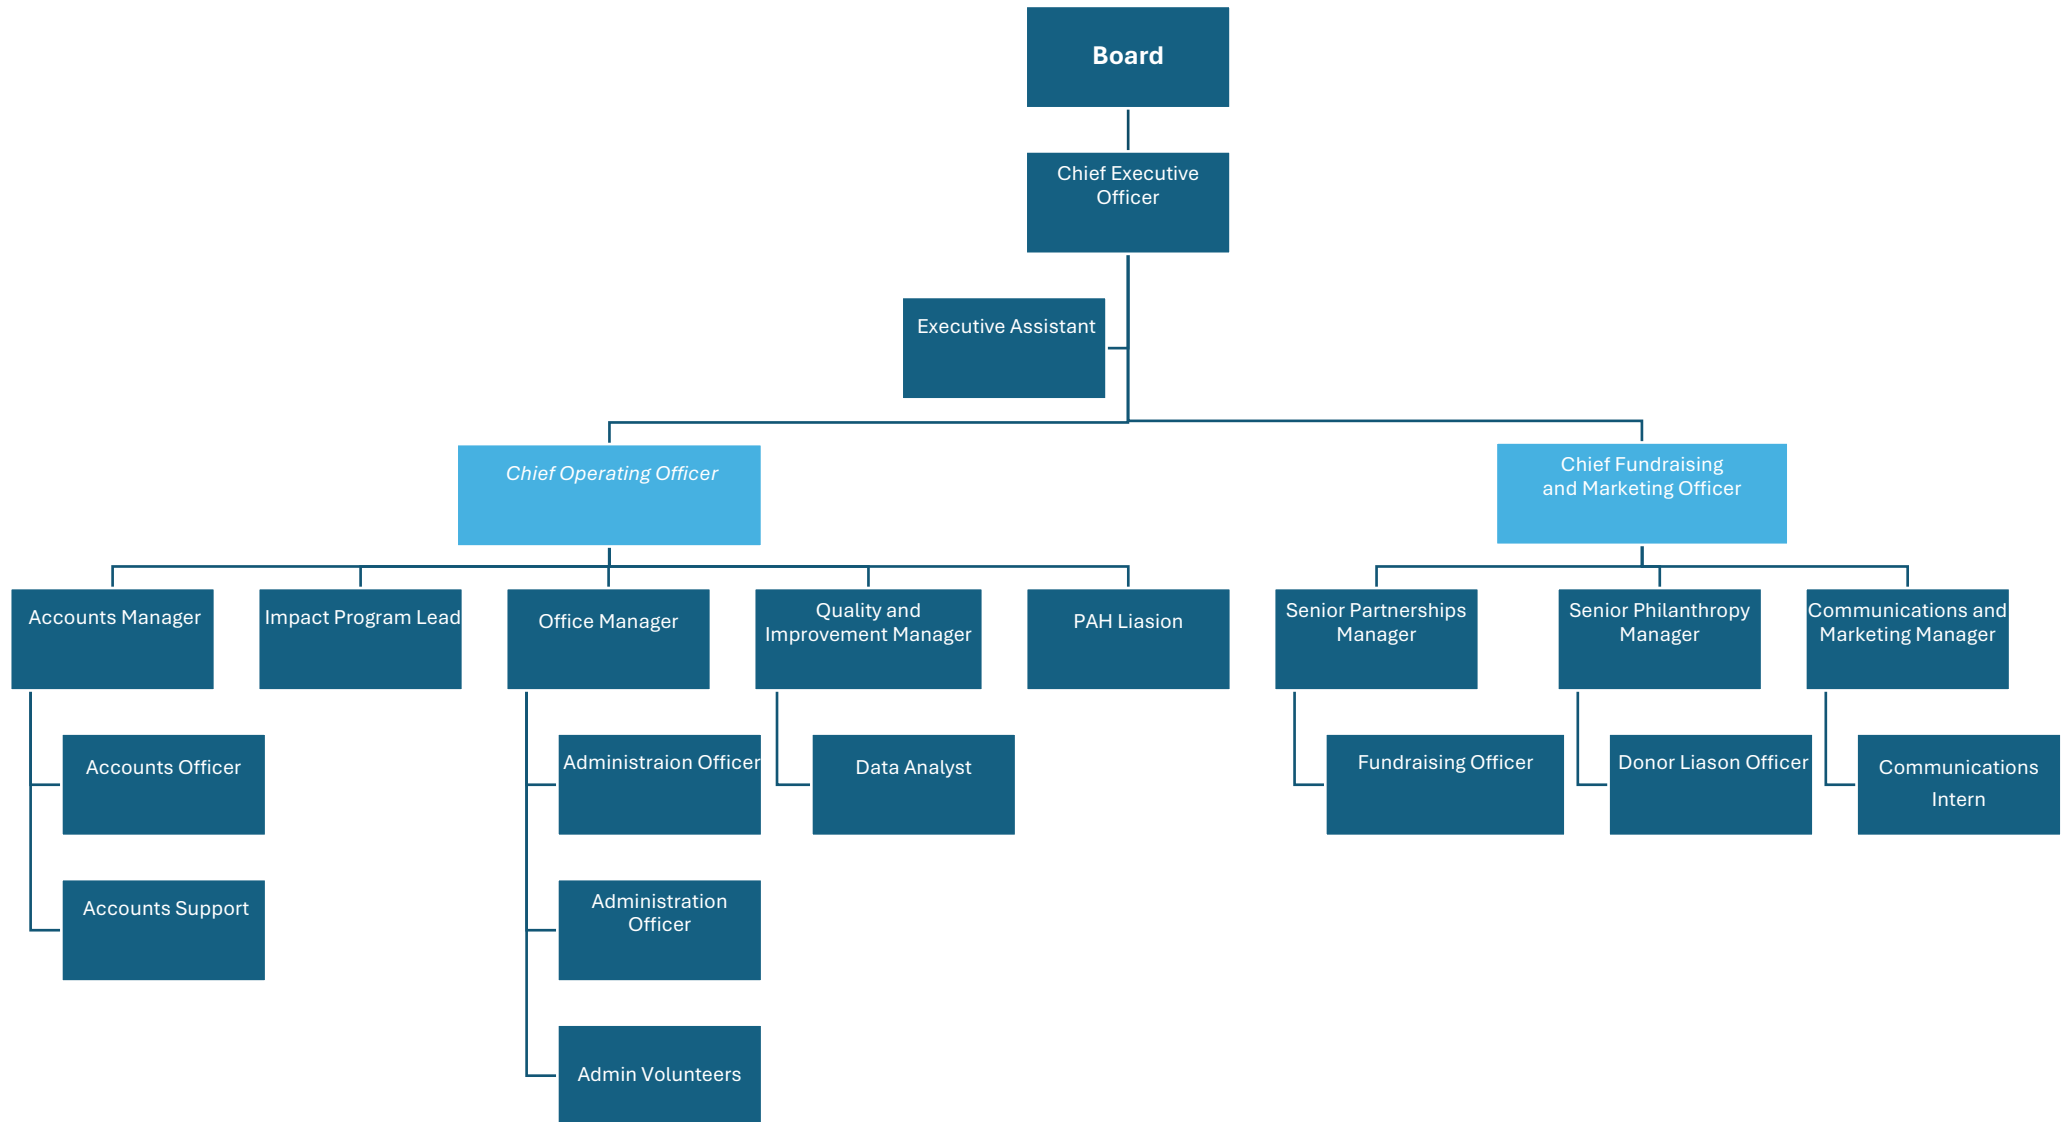 Board
Chief Executive
Officer
Executive Assistant
Chief Operating Officer
Chief Fundraising
and Marketing Officer
Accounts Manager
Impact Program Lead
Office Manager
Quality and
Improvement Manager
PAH Liasion
Senior Partnerships
Manager
Senior Philanthropy
Manager
Communications and
Marketing Manager
Accounts Officer
Administraion Officer
Data Analyst
Fundraising Officer
Donor Liason Officer
Communications
Intern
Accounts Support
Administration
Officer
Admin Volunteers